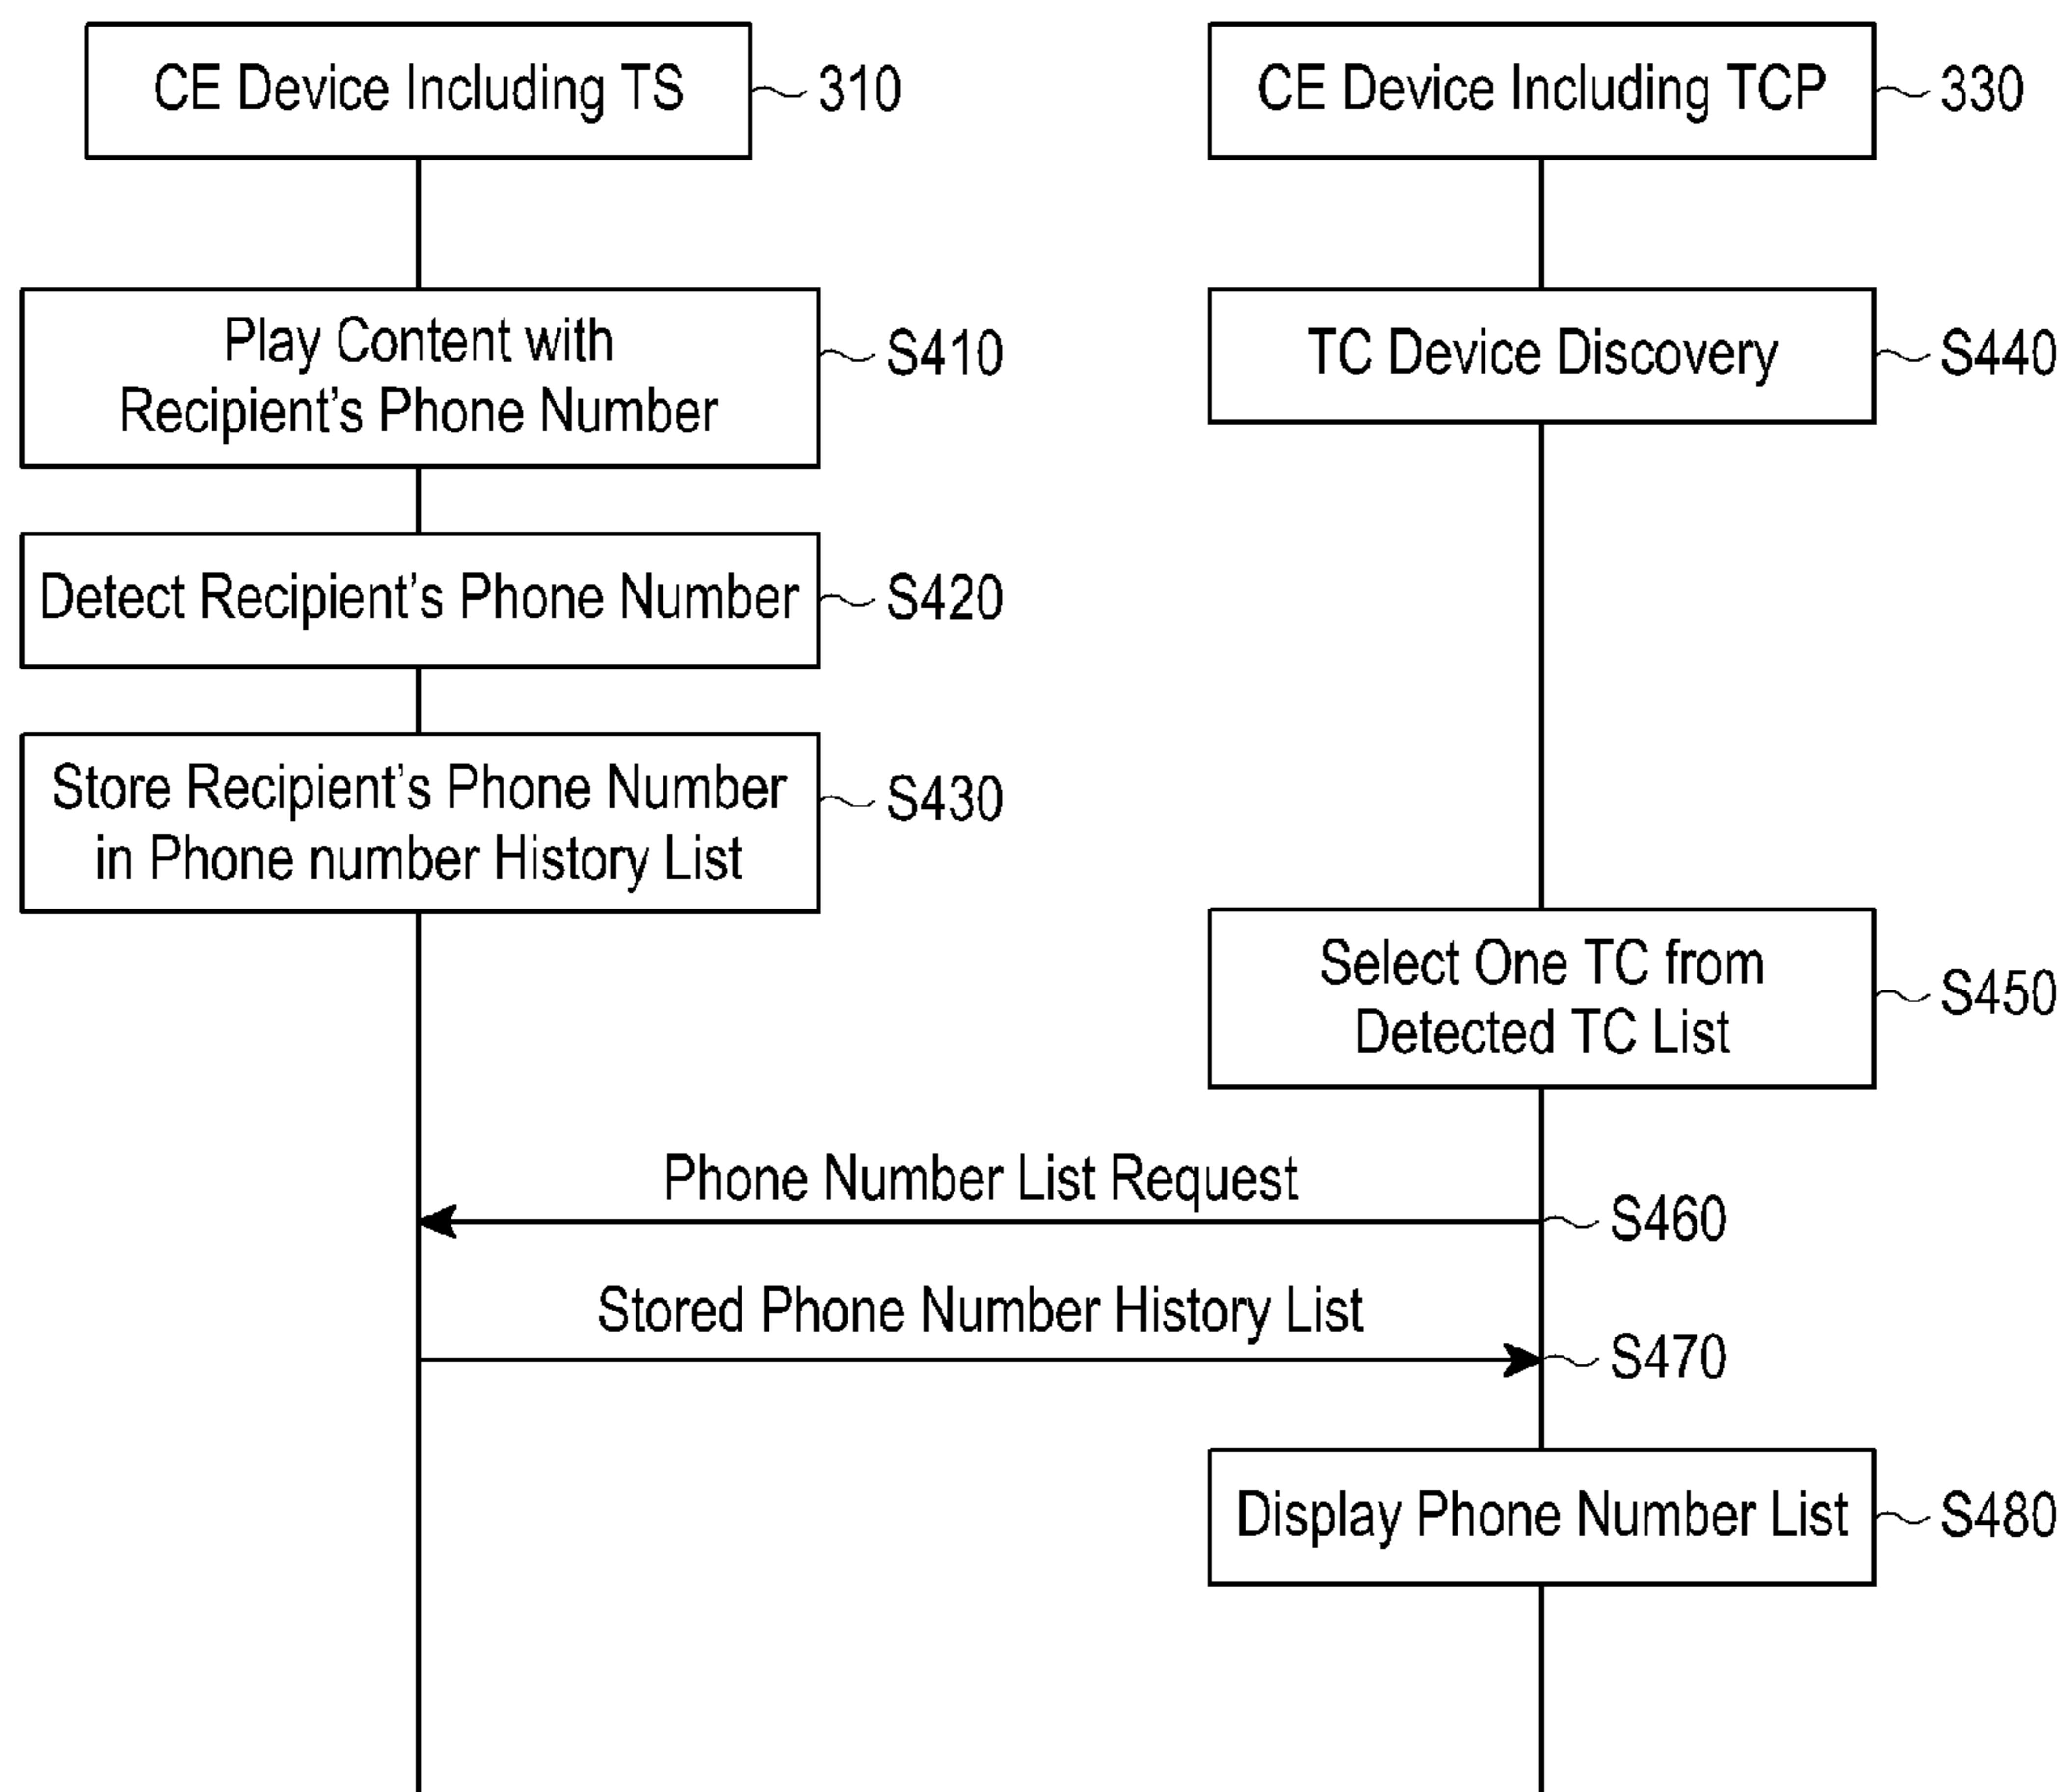 CE Device Including TS
310
CE Device Including TCP
330
Play Content with
Recipient's Phone Number
S410
TC Device Discovery
S440
Detect Recipient's Phone Number
S420
Store Recipient's Phone Number
in Phone number History List
S430
Select One TC from
Detected TC List
S450
Phone Number List Request
S460
Stored Phone Number History List
S470
Display Phone Number List
S480